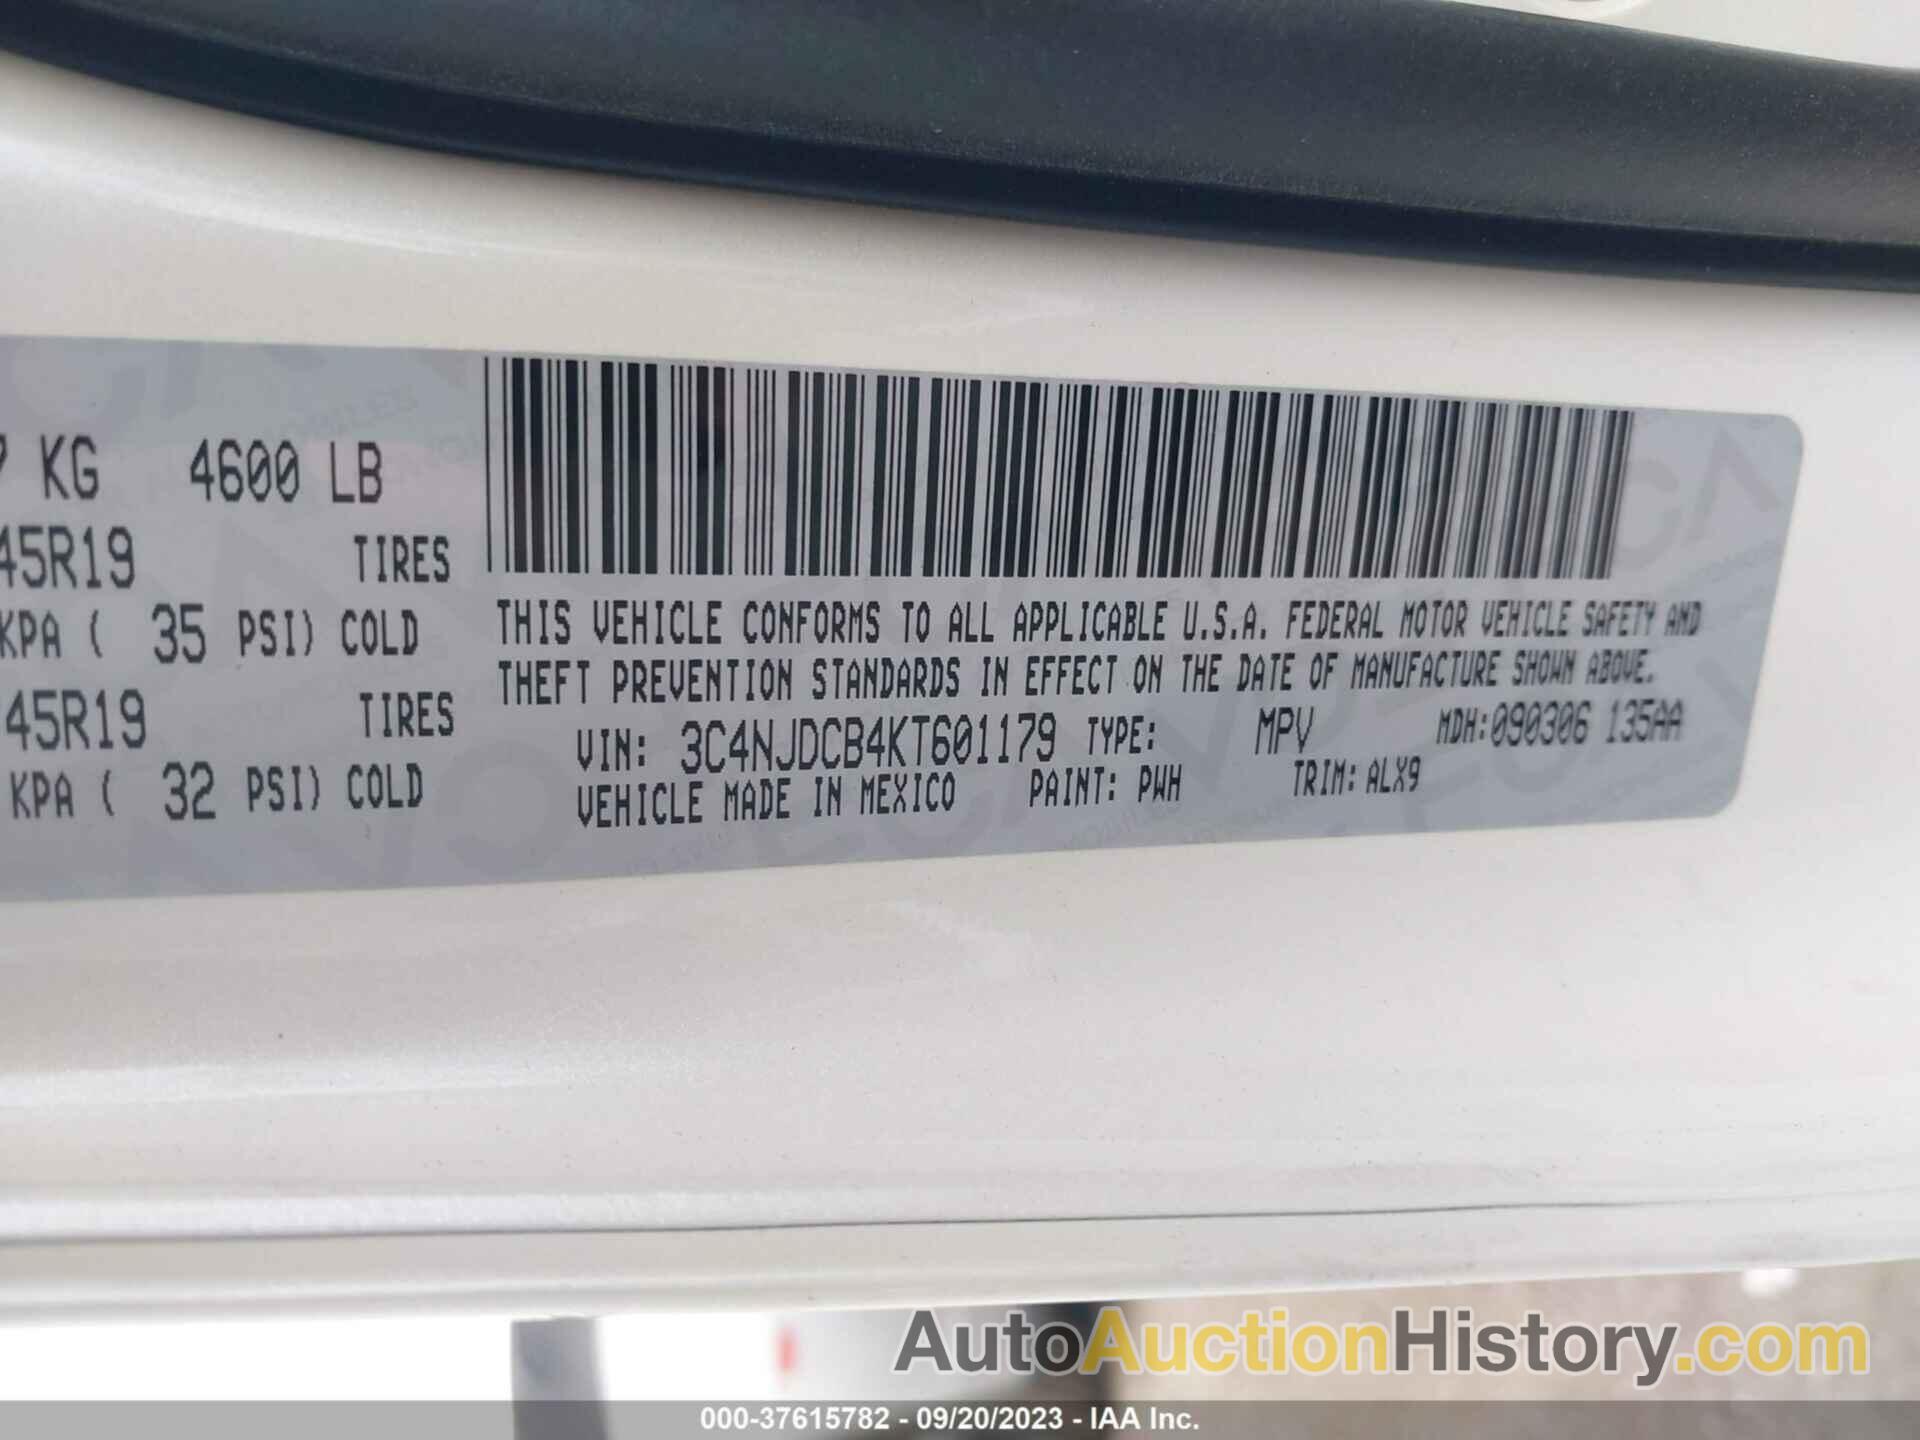 KG 4600 LB
45R19 TIRES
KPA ( 35 PSI) COLD
45R19 TIRES
KPA ( 32 PSI) COLD
THIS VEHICLE CONFORMS TO ALL APPLICABLE U.S.A. FEDERAL MOTOR VEHICLE SAFETY AND
THEFT PREVENTION STANDARDS IN EFFECT ON THE DATE OF MANUFACTURE SHOWN ABOVE.
VIN: 3C4NJDCB4KT601179 TYPE: MPV MDH:090306 135AA
VEHICLE MADE IN MEXICO PAINT: PWH TRIM: ALX9
AutoAuctionHistory.com
000-37615782 - 09/20/2023 - IAA Inc.